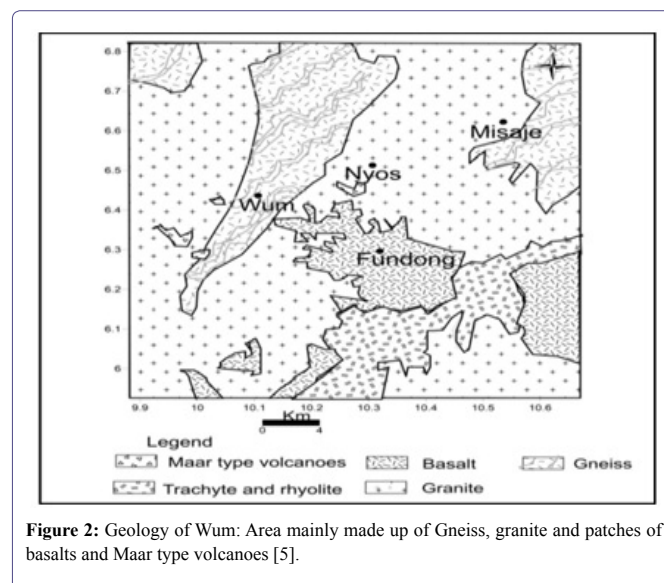 6.8
6.7
6.6
6.5
6.4
6.3
6.2
6.1
6
Misaje
Nyos
Wum
Fundong
9.9 10 10.1 10.2 10.3 10.4 10.5 10.6
Km
0 4
Legend
Maar type volcanoes Basalt Gneiss
Trachyte and rhyolite Granite
Figure 2: Geology of Wum: Area mainly made up of Gneiss, granite and patches of
basalts and Maar type volcanoes [5].